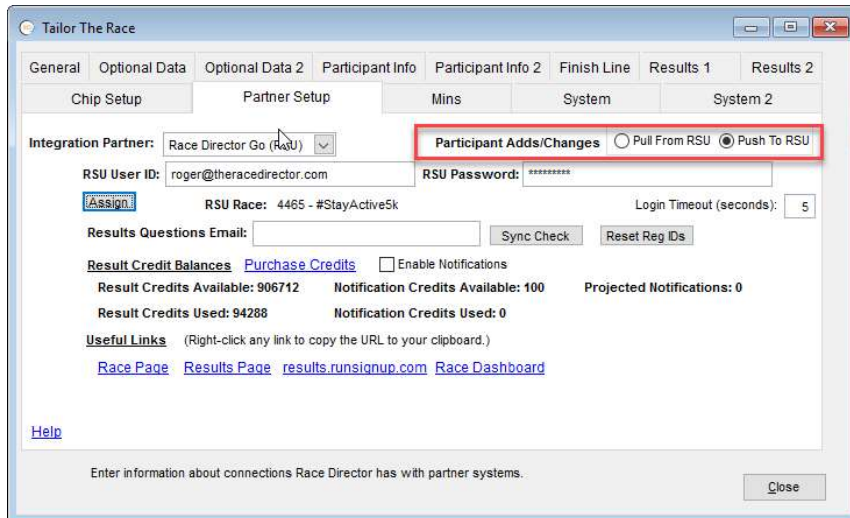 Tailor The Race
General Optional Data Optional Data 2 Participant Info Participant Info 2 Finish Line Results 1 Results 2
Chip Setup Partner Setup Mins System System 2
Integration Partner: Race Director Go (RSU) Participant Adds/Changes Pull From RSU Push To RSU
RSU User ID: roger@theracedirector.com RSU Password: *********
Assign RSU Race: 4465 - #StayActive5k Login Timeout (seconds): 5
Results Questions Email: Sync Check Reset Reg IDs
Result Credit Balances Purchase Credits Enable Notifications
Result Credits Available: 906712 Notification Credits Available: 100 Projected Notifications: 0
Result Credits Used: 94288 Notification Credits Used: 0
Useful Links (Right-click any link to copy the URL to your clipboard.)
Race Page Results Page results.runsignup.com Race Dashboard
Help
Enter information about connections Race Director has with partner systems.
Close